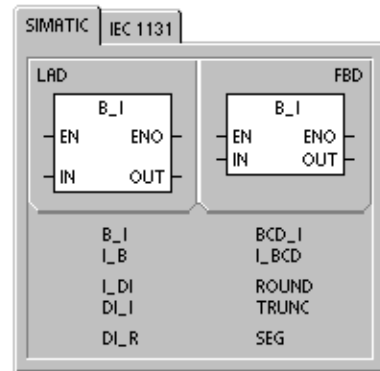 SIMATIC IEC 1131
LAD FBD
B_I B_I
EN ENO EN ENO
IN OUT IN OUT
B_I BCD_I
I_B I_BCD
I_DI ROUND
DI_I TRUNC
DI_R SEG